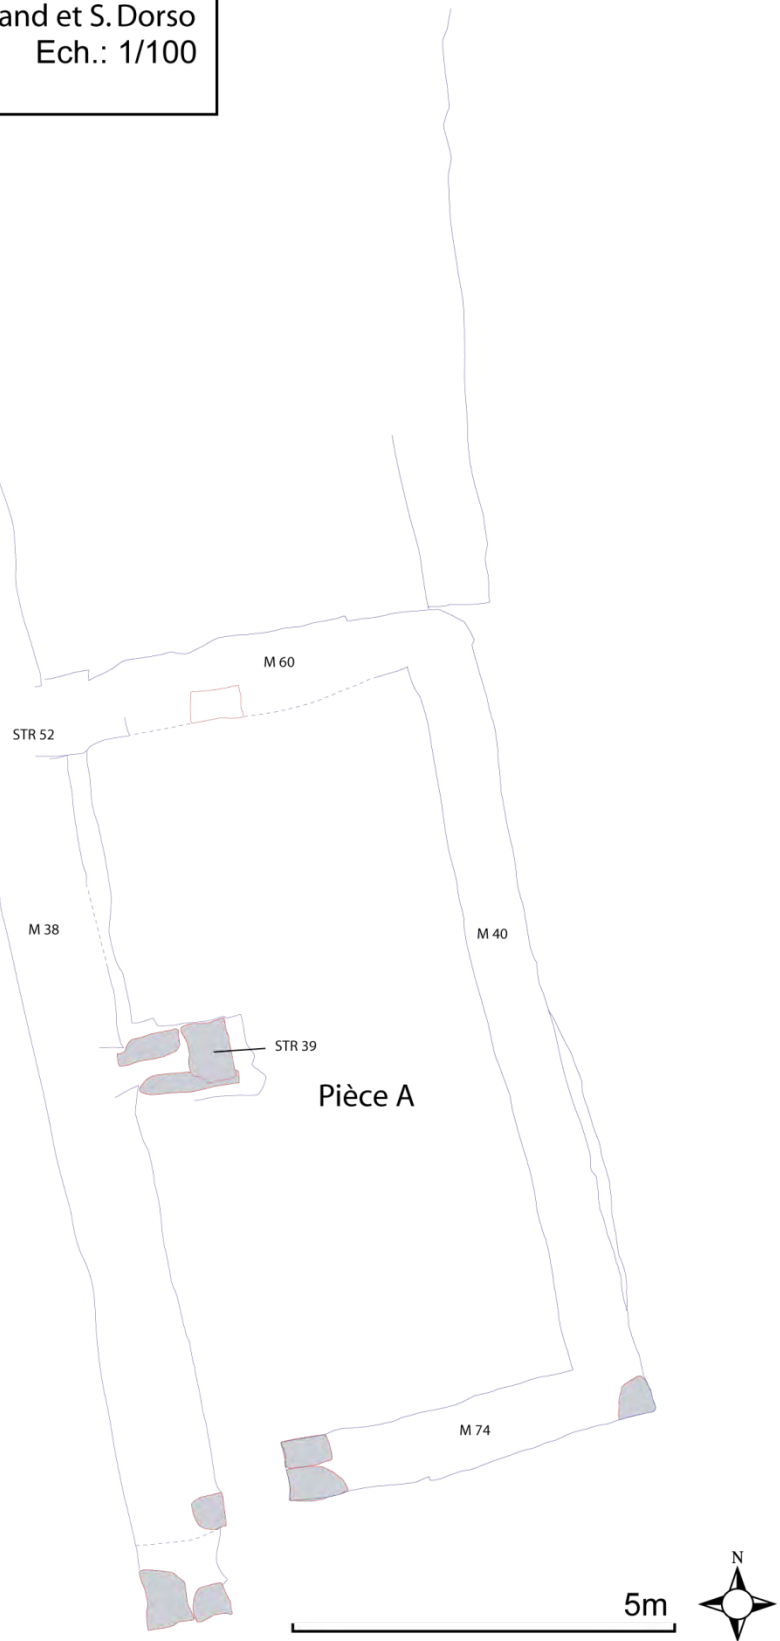 and et S. Dorso
Ech.: 1/100
M 60
STR 52
M 38
M 40
STR 39
Pièce A
M 74
N
5m